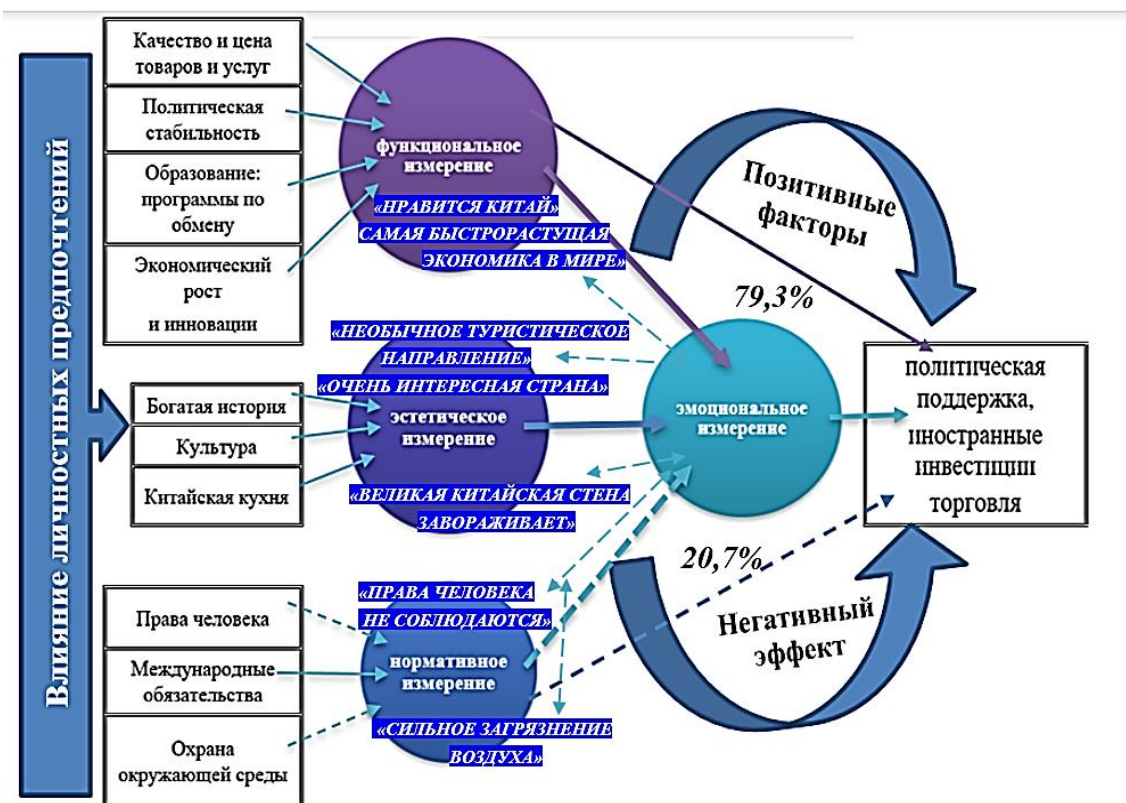 Влияние личностных предпочтений
Качество и цена
товаров и услуг
Политическая
стабильность
Образование:
программы по
обмену
Экономический
рост
и инновации
Богатая история
Культура
Китайская кухня
Права человека
Международные
обязательства
Охрана
окружающей среды
функциональное
измерение
«НРАВИТСЯ КИТАЙ»
САМАЯ БЫСТРОРАСТУЩАЯ
ЭКОНОМИКА В МИРЕ»
«НЕОБЫЧНОЕ ТУРИСТИЧЕСКОЕ
НАПРАВЛЕНИЕ»
«ОЧЕНЬ ИНТЕРЕСНАЯ СТРАНА»
эстетическое
измерение
«ВЕЛИКАЯ КИТАЙСКАЯ СТЕНА
ЗАВОРАЖИВАЕТ»
«ПРАВА ЧЕЛОВЕКА
НЕ СОБЛЮДАЮТСЯ»
нормативное
измерение
«СИЛЬНОЕ ЗАГРЯЗНЕНИЕ
ВОЗДУХА»
эмоциональное
измерение
Позитивные
факторы
79,3%
политическая
поддержка,
иностранные
инвестиции
торговля
20,7%
Негативный
эффект